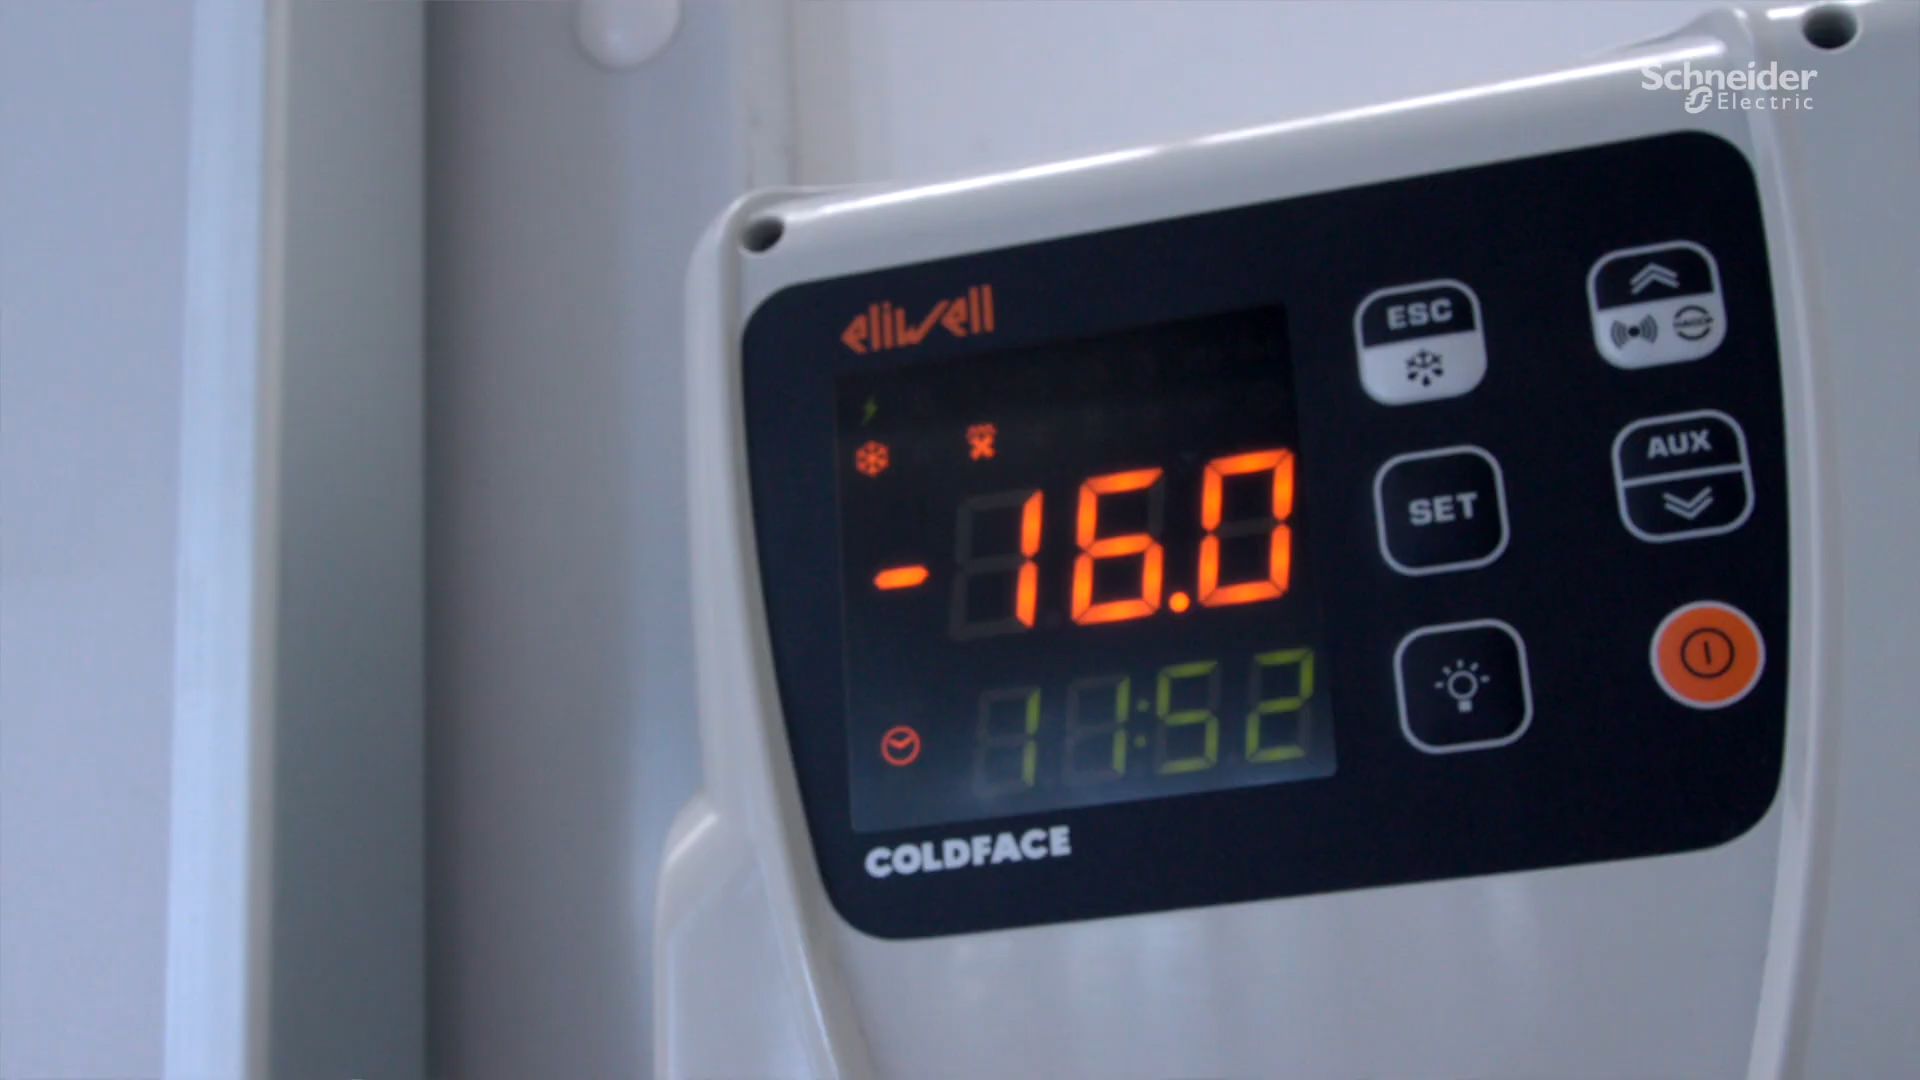 Schneider
Electric
eliwell
ESC
-16.0
SET
AUX
11:52
COLDFACE